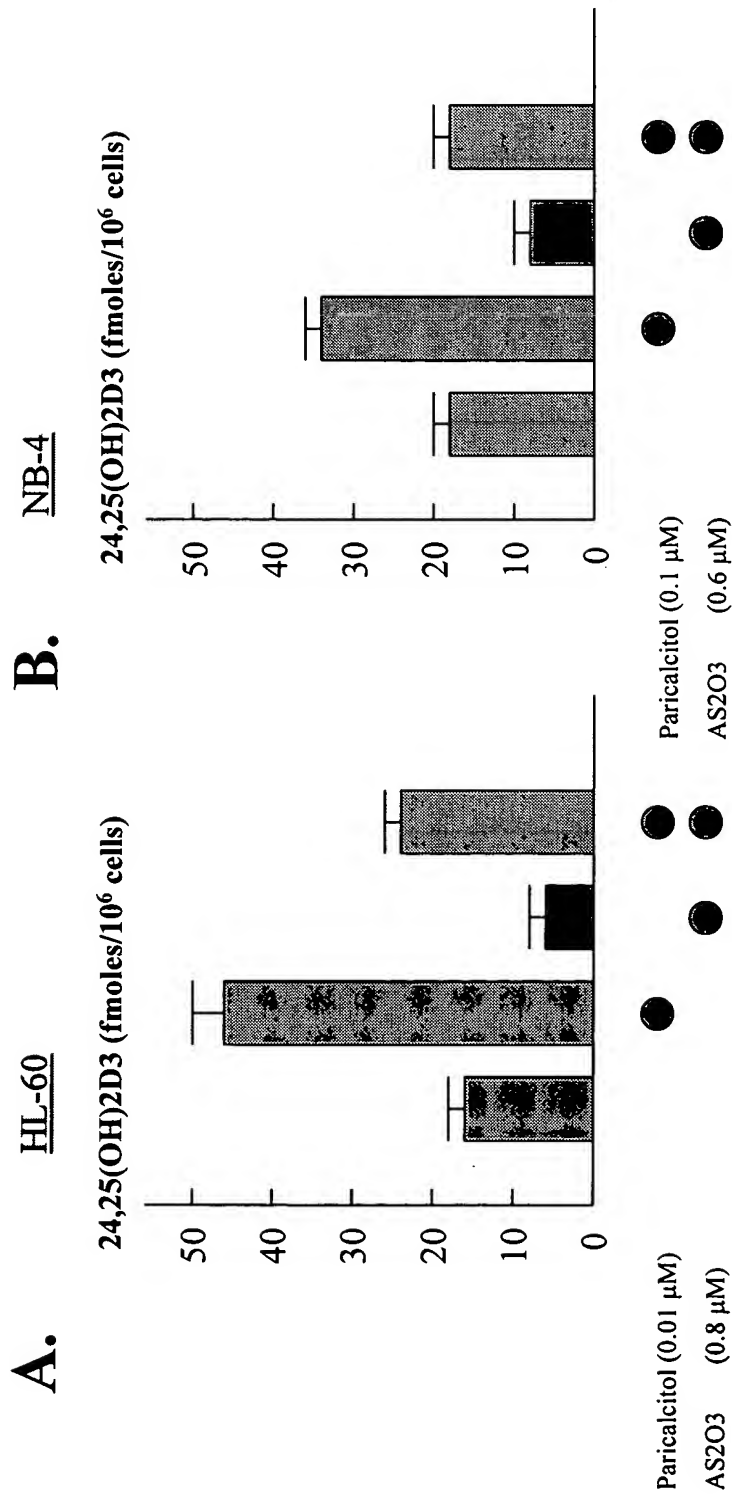 A.
HL-60
24,25(OH)2D3 (fmoles/10⁶ cells)
50
40
30
20
10
0
Paricalcitol (0.01 µM)
AS2O3 (0.8 µM)
B.
NB-4
24,25(OH)2D3 (fmoles/10⁶ cells)
50
40
30
20
10
0
Paricalcitol (0.1 µM)
AS2O3 (0.6 µM)